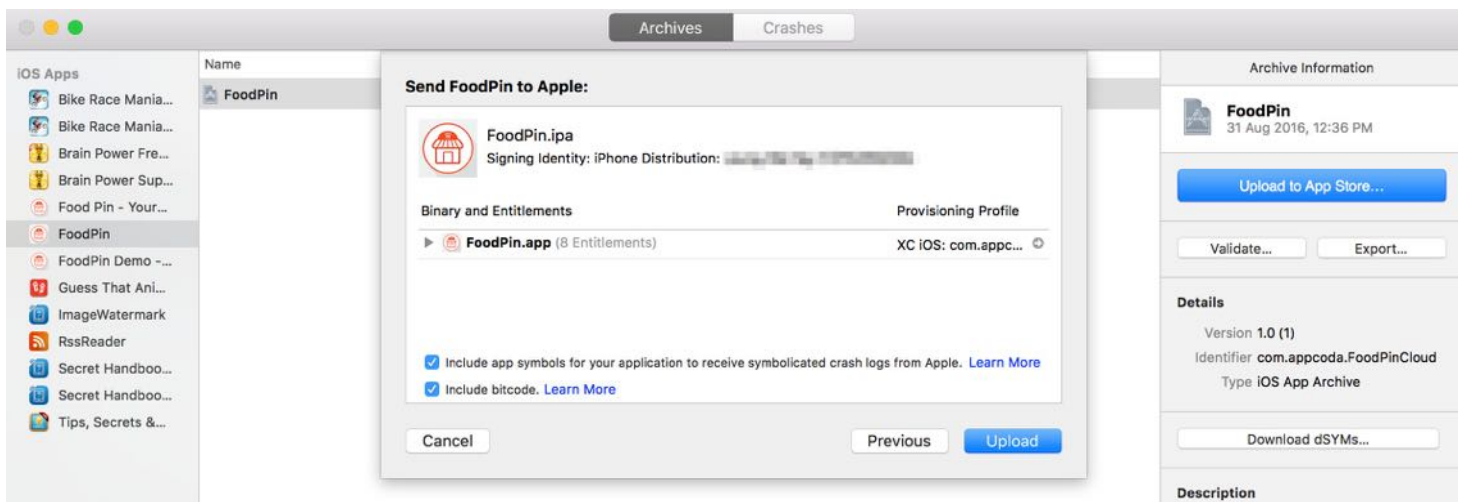 Archives Crashes
iOS Apps
Bike Race Mania...
Bike Race Mania...
Brain Power Fre...
Brain Power Sup...
Food Pin - Your...
FoodPin
FoodPin Demo -...
Guess That Ani...
ImageWatermark
RssReader
Secret Handboo...
Secret Handboo...
Tips, Secrets &...
Name
FoodPin
Send FoodPin to Apple:
FoodPin.ipa
Signing Identity: iPhone Distribution:
Binary and Entitlements Provisioning Profile
FoodPin.app (8 Entitlements) XC iOS: com.appc...
Include app symbols for your application to receive symbolicated crash logs from Apple. Learn More
Include bitcode. Learn More
Cancel Previous Upload
Archive Information
FoodPin
31 Aug 2016, 12:36 PM
Upload to App Store...
Validate... Export...
Details
Version 1.0 (1)
Identifier com.appcoda.FoodPinCloud
Type iOS App Archive
Download dSYMs...
Description